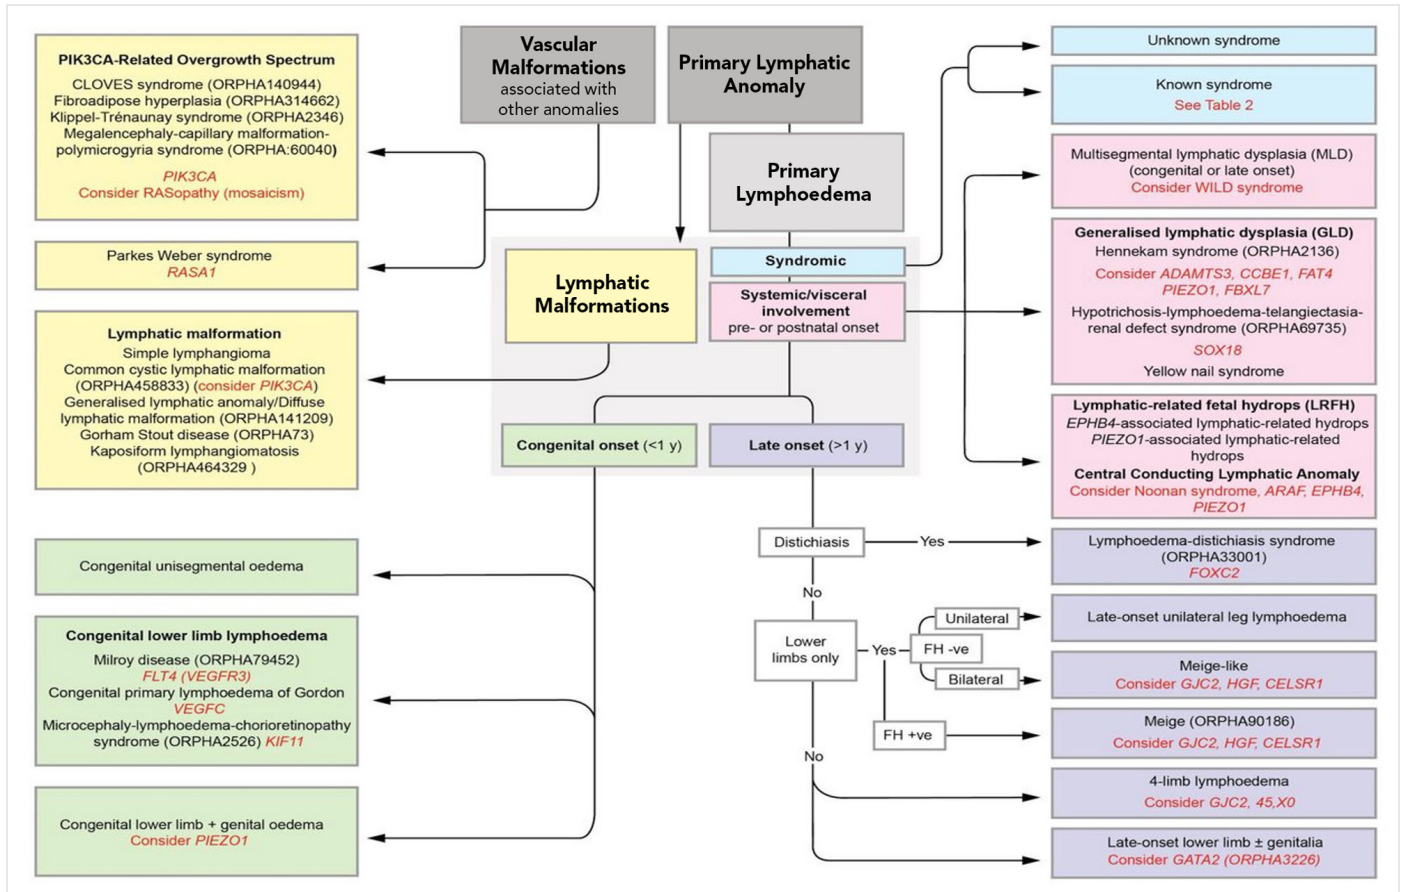 PIK3CA-Related Overgrowth Spectrum
CLOVES syndrome (ORPHA140944)
Fibroadipose hyperplasia (ORPHA314662)
Klippel-Trénaunay syndrome (ORPHA2346)
Megalencephaly-capillary malformation-
polymicrogyria syndrome (ORPHA:60040)
PIK3CA
Consider RASopathy (mosaicism)
Parkes Weber syndrome
RASA1
Lymphatic malformation
Simple lymphangioma
Common cystic lymphatic malformation
(ORPHA458833) (consider PIK3CA)
Generalised lymphatic anomaly/Diffuse
lymphatic malformation (ORPHA141209)
Gorham Stout disease (ORPHA73)
Kaposiform lymphangiomatosis
(ORPHA464329 )
Congenital unisegmental oedema
Congenital lower limb lymphoedema
Milroy disease (ORPHA79452)
FLT4 (VEGFR3)
Congenital primary lymphoedema of Gordon
VEGFC
Microcephaly-lymphoedema-chorioretinopathy
syndrome (ORPHA2526) KIF11
Congenital lower limb + genital oedema
Consider PIEZO1
Vascular
Malformations
associated with
other anomalies
Primary Lymphatic
Anomaly
Primary
Lymphoedema
Lymphatic
Malformations
Syndromic
Systemic/visceral
involvement
pre- or postnatal onset
Congenital onset (<1 y)
Late onset (>1 y)
Distichiasis
Yes
No
Lower
limbs only
Yes
FH -ve
Unilateral
Bilateral
FH +ve
No
Unknown syndrome
Known syndrome
See Table 2
Multisegmental lymphatic dysplasia (MLD)
(congenital or late onset)
Consider WILD syndrome
Generalised lymphatic dysplasia (GLD)
Hennekam syndrome (ORPHA2136)
Consider ADAMTS3, CCBE1, FAT4
PIEZO1, FBXL7
Hypotrichosis-lymphoedema-telangiectasia-
renal defect syndrome (ORPHA69735)
SOX18
Yellow nail syndrome
Lymphatic-related fetal hydrops (LRFH)
EPHB4-associated lymphatic-related hydrops
PIEZO1-associated lymphatic-related
hydrops
Central Conducting Lymphatic Anomaly
Consider Noonan syndrome, ARAF, EPHB4,
PIEZO1
Lymphoedema-distichiasis syndrome
(ORPHA33001)
FOXC2
Late-onset unilateral leg lymphoedema
Meige-like
Consider GJC2, HGF, CELSR1
Meige (ORPHA90186)
Consider GJC2, HGF, CELSR1
4-limb lymphoedema
Consider GJC2, 45,X0
Late-onset lower limb ± genitalia
Consider GATA2 (ORPHA3226)